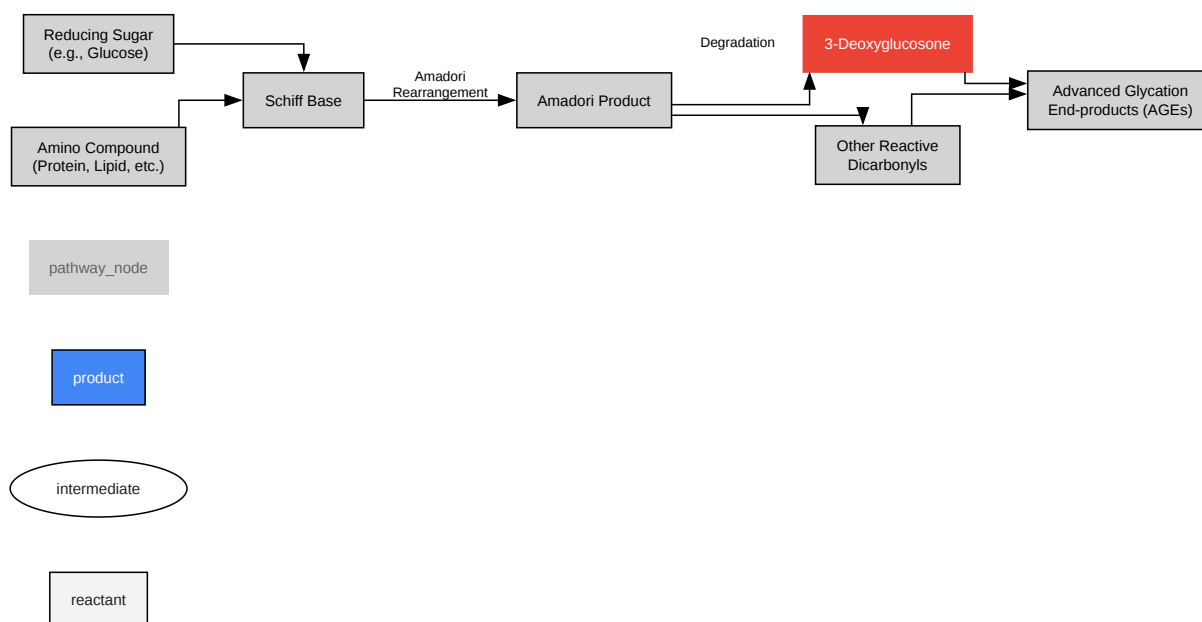 Reducing Sugar
(e.g., Glucose)
Amino Compound
(Protein, Lipid, etc.)
Schiff Base
Amadori
Rearrangement
Amadori Product
Degradation
3-Deoxyglucosone
Other Reactive
Dicarbonyls
Advanced Glycation
End-products (AGEs)
pathway_node
product
intermediate
reactant